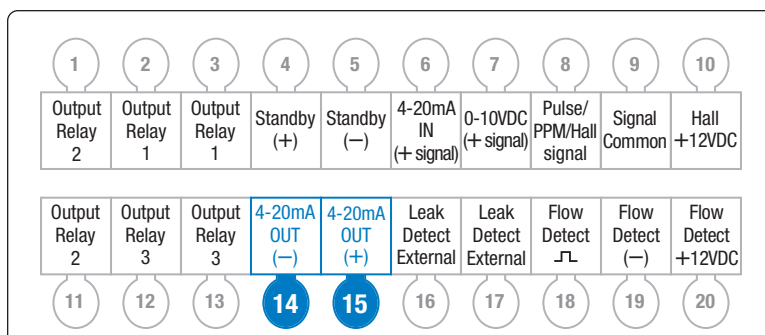 1 2 3 4 5 6 7 8 9 10
Output Relay 2
Output Relay 1
Output Relay 1
Standby (+)
Standby (—)
4-20mA IN (+ signal)
0-10VDC (+ signal)
Pulse/ PPM/Hall signal
Signal Common
Hall +12VDC
Output Relay 2
Output Relay 3
Output Relay 3
4-20mA OUT (—)
4-20mA OUT (+)
Leak Detect External
Leak Detect External
Flow Detect
Flow Detect (—)
Flow Detect +12VDC
11 12 13 14 15 16 17 18 19 20